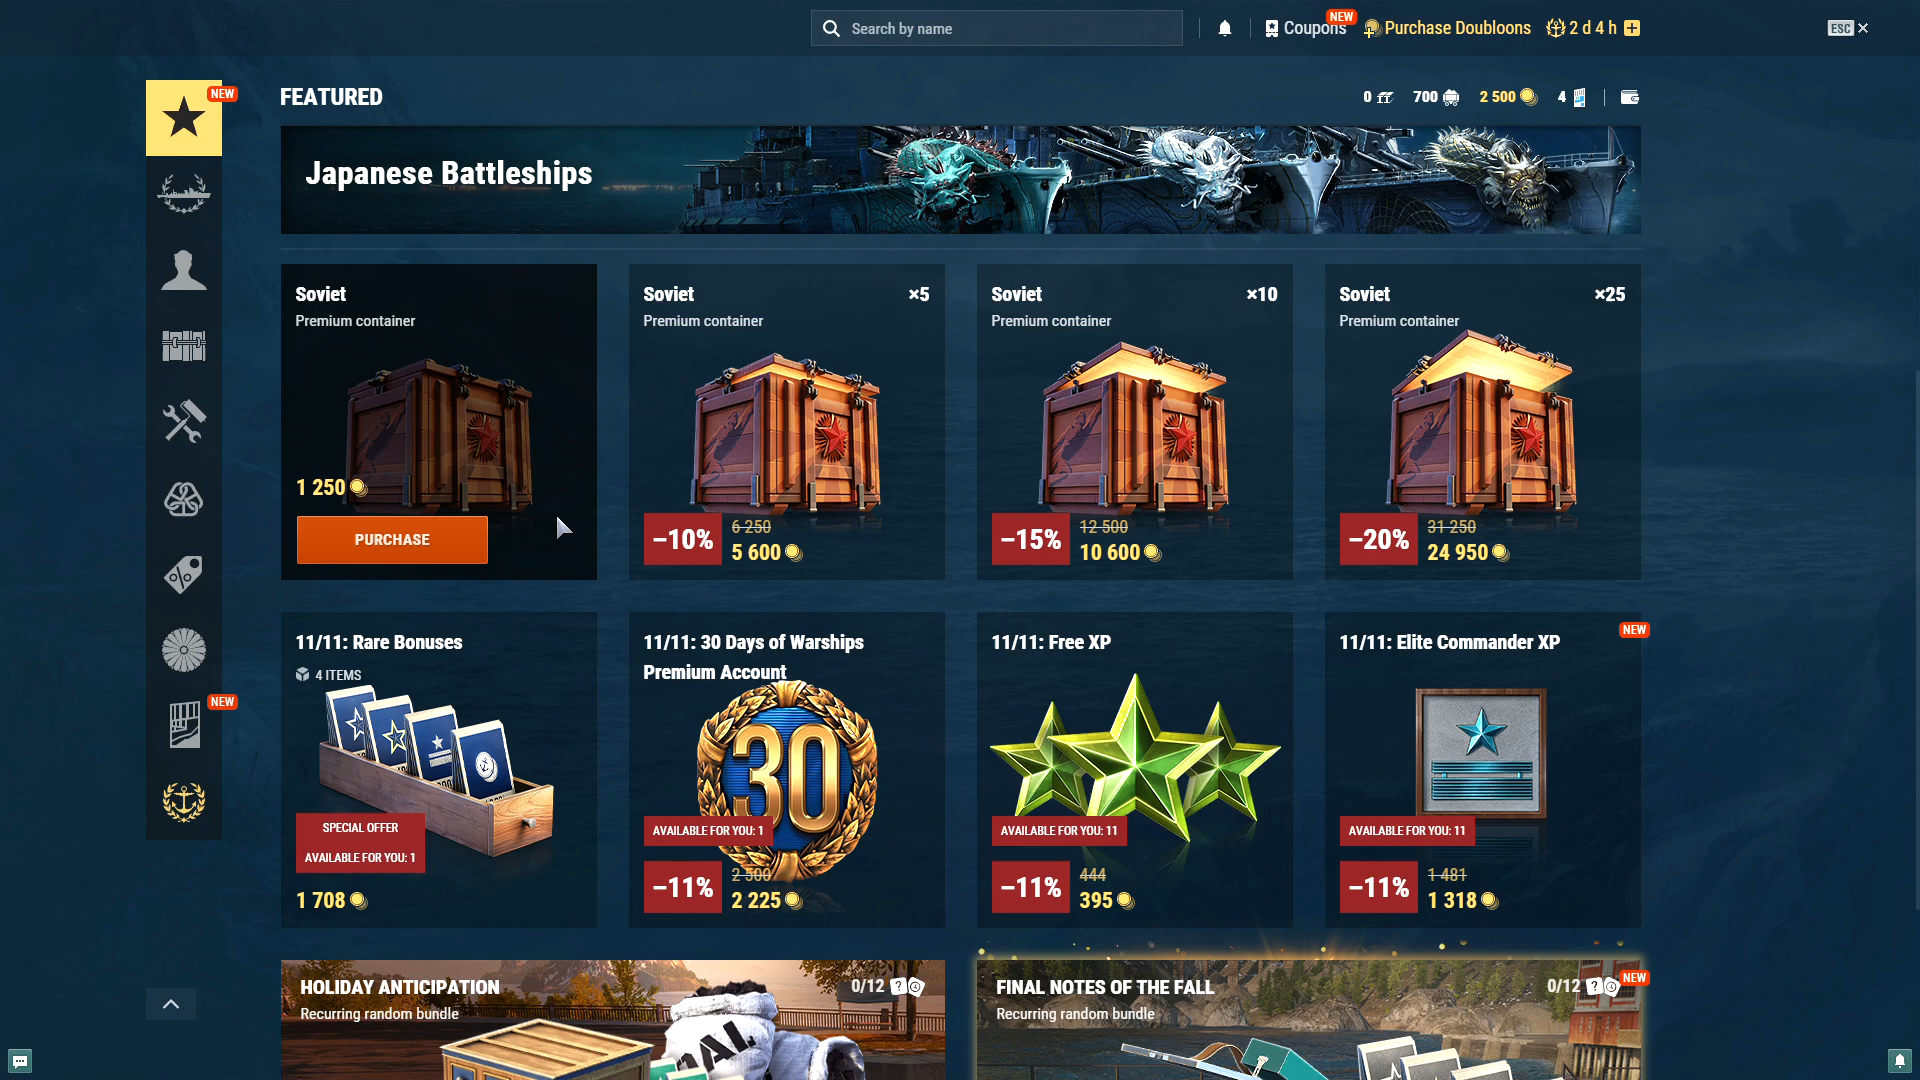 Search by name
Coupons
NEW
Purchase Doubloons
2 d 4 h
ESC
NEW
FEATURED
0
700
2 500
4
Japanese Battleships
Soviet
Premium container
1 250
PURCHASE
Soviet
×5
Premium container
–10%
6 250
5 600
Soviet
×10
Premium container
–15%
12 500
10 600
Soviet
×25
Premium container
–20%
31 250
24 950
11/11: Rare Bonuses
4 ITEMS
SPECIAL OFFER
AVAILABLE FOR YOU: 1
1 708
11/11: 30 Days of Warships
Premium Account
30
AVAILABLE FOR YOU: 1
–11%
2 500
2 225
11/11: Free XP
AVAILABLE FOR YOU: 11
–11%
444
395
11/11: Elite Commander XP
NEW
AVAILABLE FOR YOU: 11
–11%
1 481
1 318
NEW
HOLIDAY ANTICIPATION
0/12
Recurring random bundle
FINAL NOTES OF THE FALL
0/12
NEW
Recurring random bundle